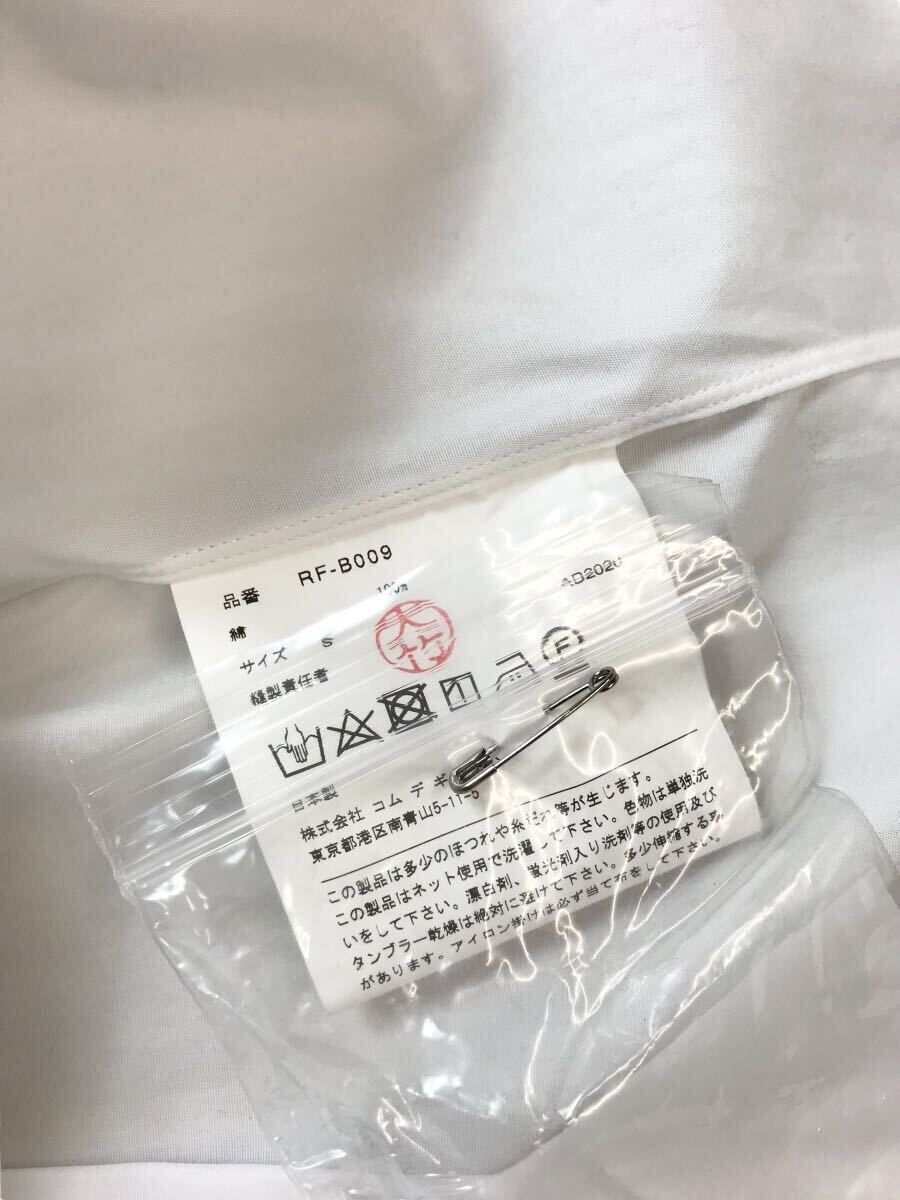 品番 RF-B009
綿 100% AD2020
サイズ S
縫製責任者 大竹
F
日本製
株式会社 コム デ ギ
東京都港区南青山5-11-5
この製品は多少のほつれや糸だれ等が生じます。
この製品はネット使用で洗濯して下さい。色物は単独洗
いをして下さい。漂白剤、蛍光剤入り洗剤等の使用及び
タンブラー乾燥は絶対に避けて下さい。多少伸縮する事
があります。アイロン掛けは必ず当て布をして下さい。